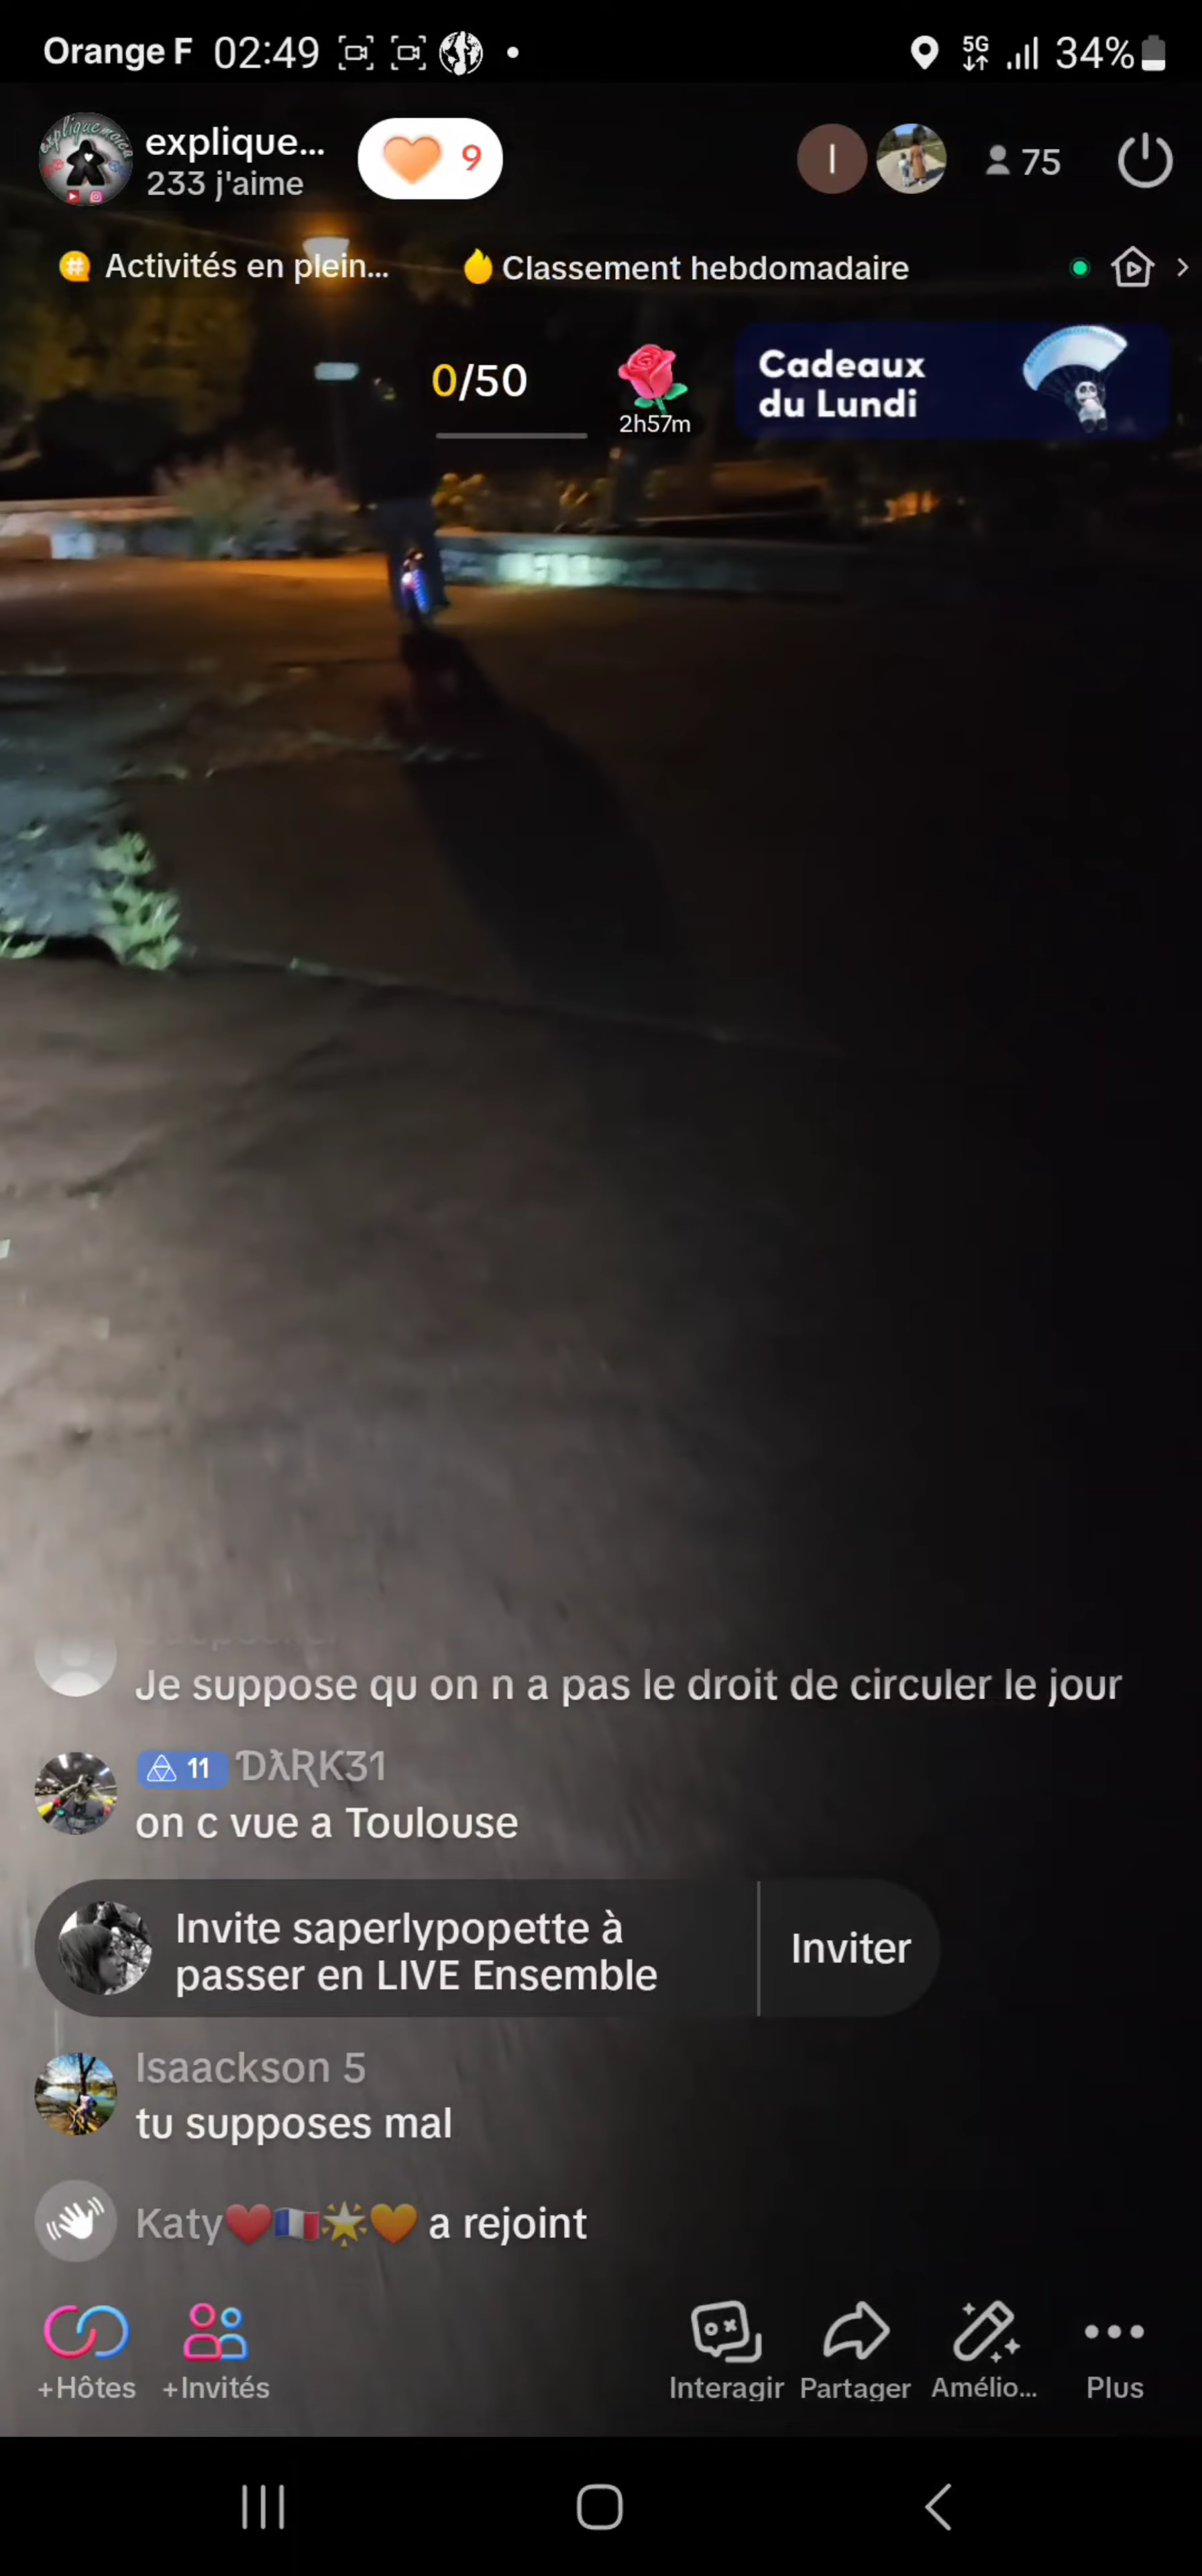 Orange F 02:49
5G
34%
explique...
233 j'aime
9
I
75
Activités en plein...
Classement hebdomadaire
0/50
2h57m
Cadeaux
du Lundi
Je suppose qu on n a pas le droit de circuler le jour
11 ƊƛƦƘ31
on c vue a Toulouse
Invite saperlypopette à
passer en LIVE Ensemble
Inviter
Isaackson 5
tu supposes mal
Katy❤️🇫🇷🌟🧡 a rejoint
+Hôtes
+Invités
Interagir
Partager
Amélio...
Plus